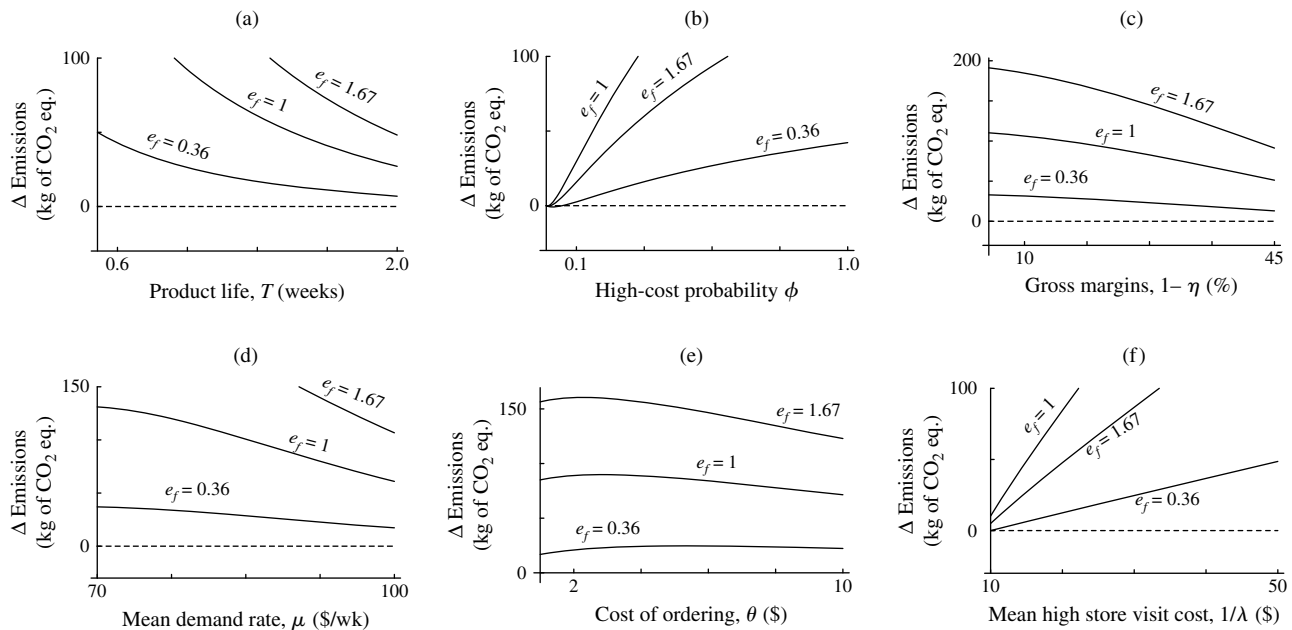 (a)
100
0
Δ Emissions
(kg of CO₂ eq.)
e_f = 1.67
e_f = 1
e_f = 0.36
0.6
2.0
Product life, T (weeks)
(b)
100
0
Δ Emissions
(kg of CO₂ eq.)
e_f = 1
e_f = 1.67
e_f = 0.36
0.1
1.0
High-cost probability ϕ
(c)
200
100
0
Δ Emissions
(kg of CO₂ eq.)
e_f = 1.67
e_f = 1
e_f = 0.36
10
45
Gross margins, 1– η (%)
(d)
150
0
Δ Emissions
(kg of CO₂ eq.)
e_f = 1.67
e_f = 1
e_f = 0.36
70
100
Mean demand rate, μ ($/wk)
(e)
150
0
Δ Emissions
(kg of CO₂ eq.)
e_f = 1.67
e_f = 1
e_f = 0.36
2
10
Cost of ordering, θ ($)
(f)
100
0
Δ Emissions
(kg of CO₂ eq.)
e_f = 1
e_f = 1.67
e_f = 0.36
10
50
Mean high store visit cost, 1/λ ($)